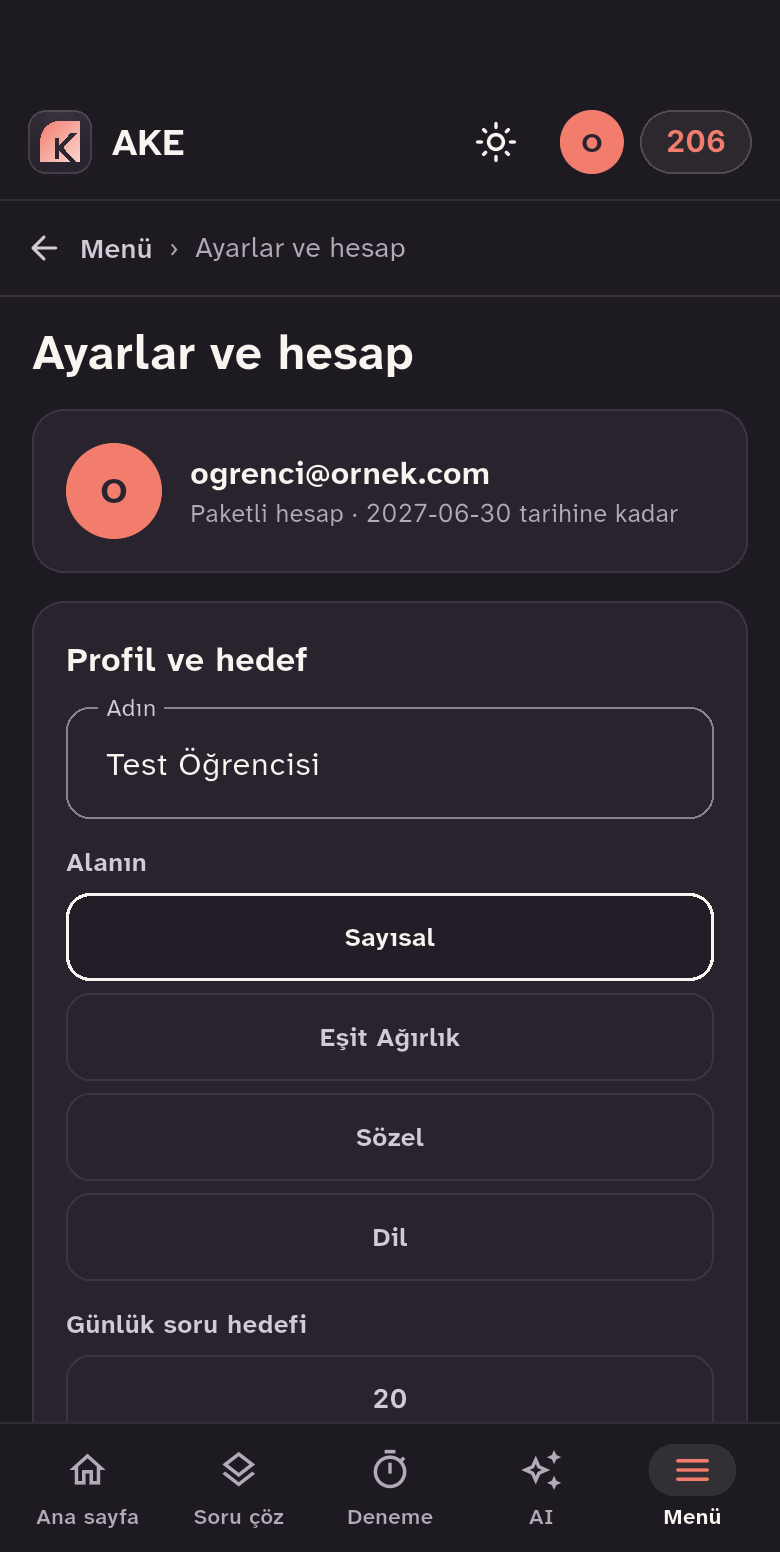 K
AKE
O
206
Menü › Ayarlar ve hesap
Ayarlar ve hesap
O
ogrenci@ornek.com
Paketli hesap · 2027-06-30 tarihine kadar
Profil ve hedef
Adın
Test Öğrencisi
Alanın
Sayısal
Eşit Ağırlık
Sözel
Dil
Günlük soru hedefi
20
Ana sayfa
Soru çöz
Deneme
AI
Menü